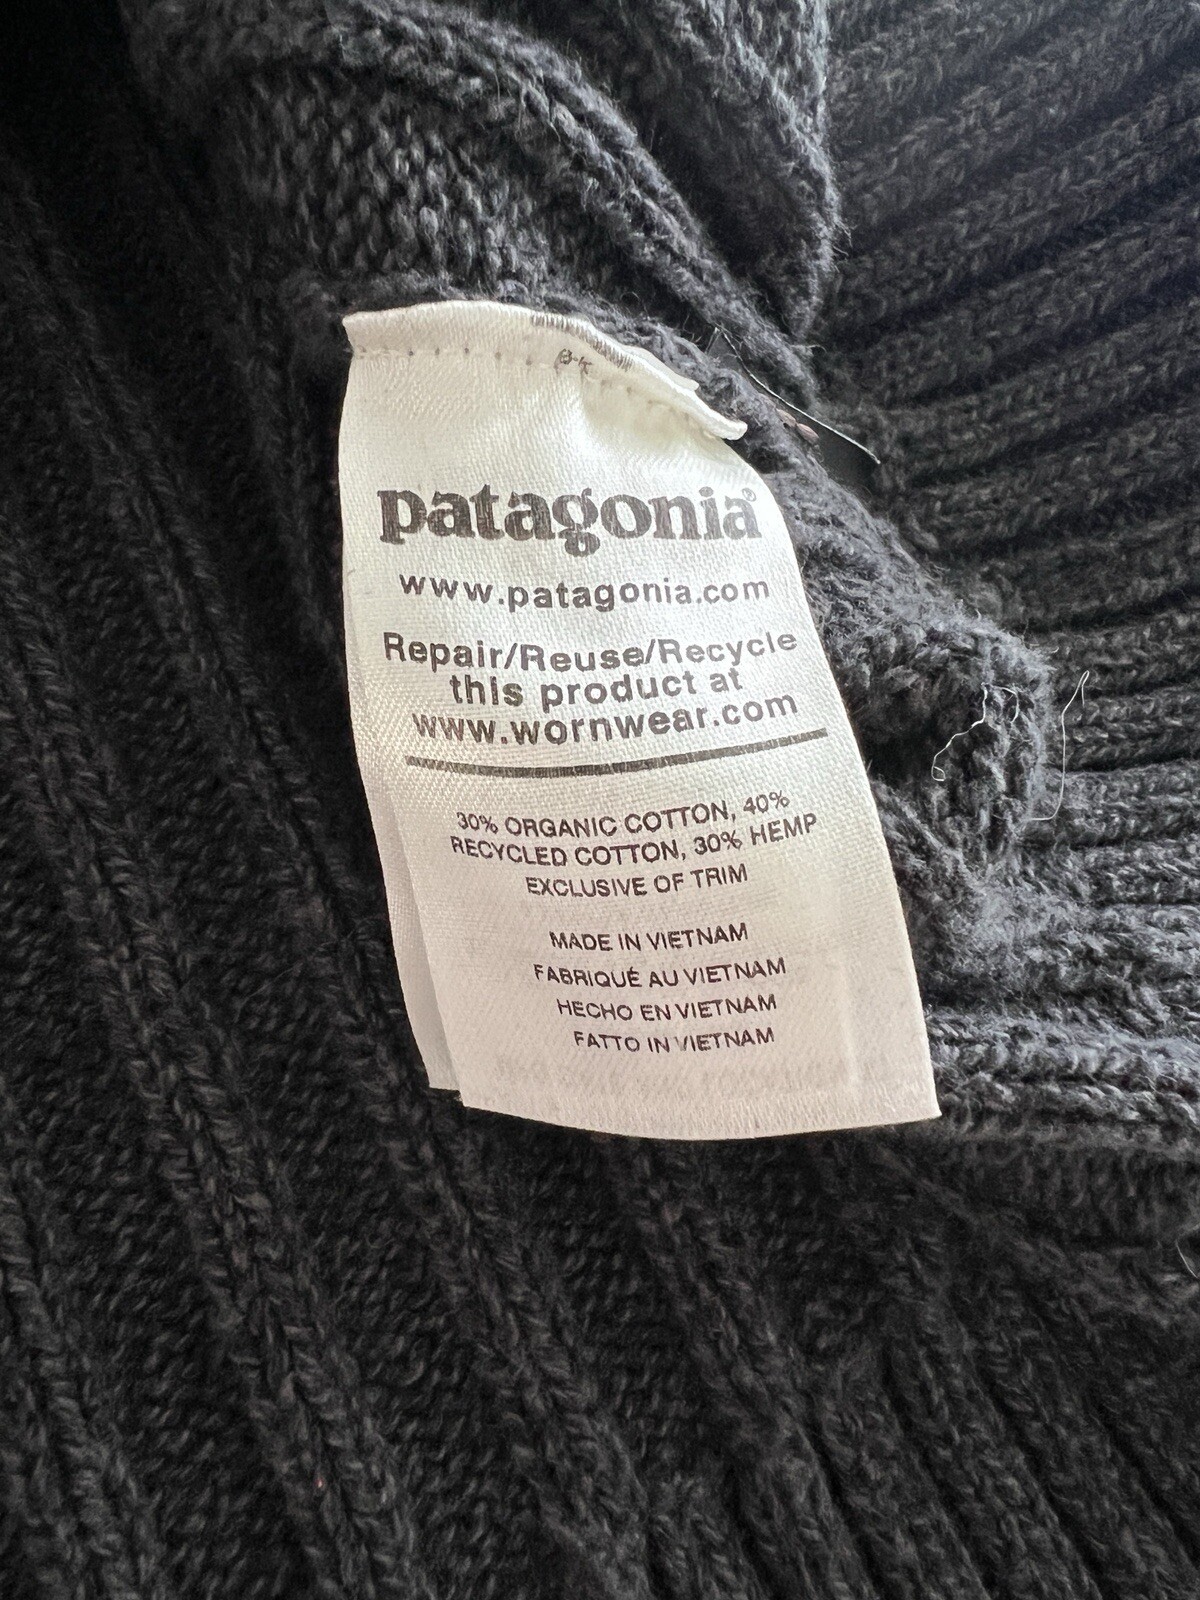 patagonia®
www.patagonia.com
Repair/Reuse/Recycle
this product at
www.wornwear.com
30% ORGANIC COTTON, 40%
RECYCLED COTTON, 30% HEMP
EXCLUSIVE OF TRIM
MADE IN VIETNAM
FABRIQUÉ AU VIETNAM
HECHO EN VIETNAM
FATTO IN VIETNAM